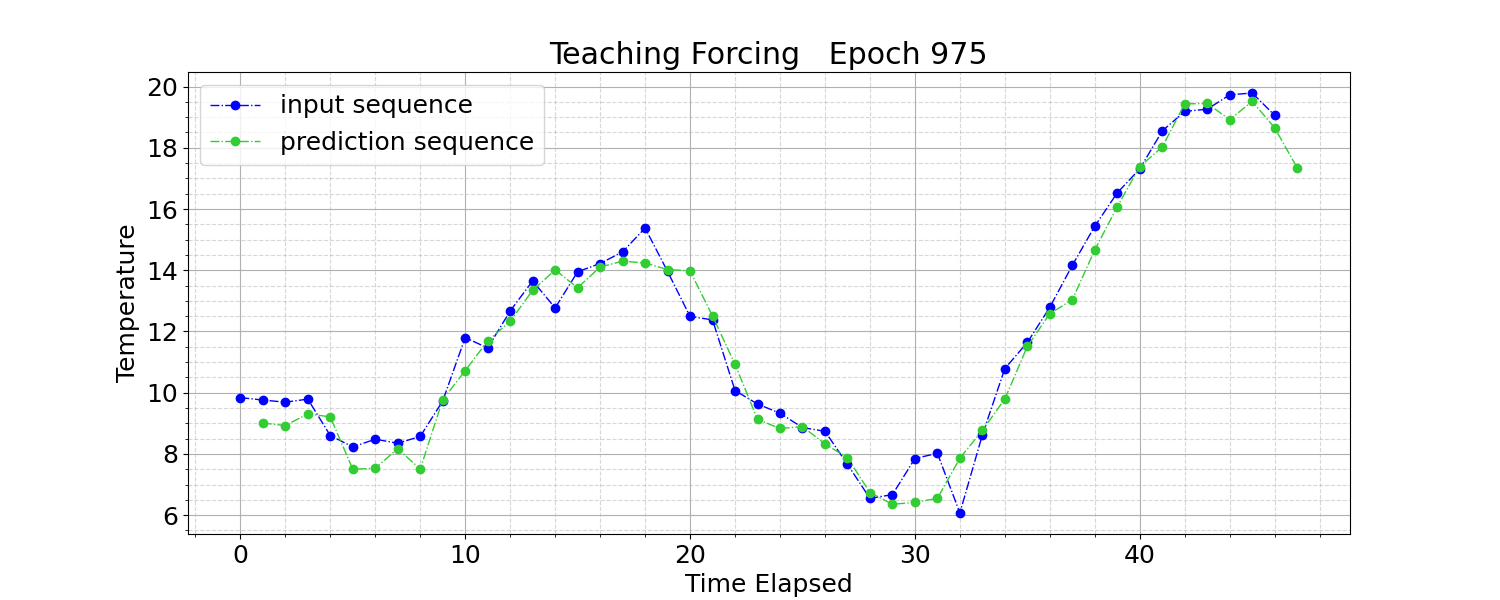 Teaching Forcing   Epoch 975
input sequence
prediction sequence
20
18
16
14
12
10
8
6
Temperature
0
10
20
30
40
Time Elapsed